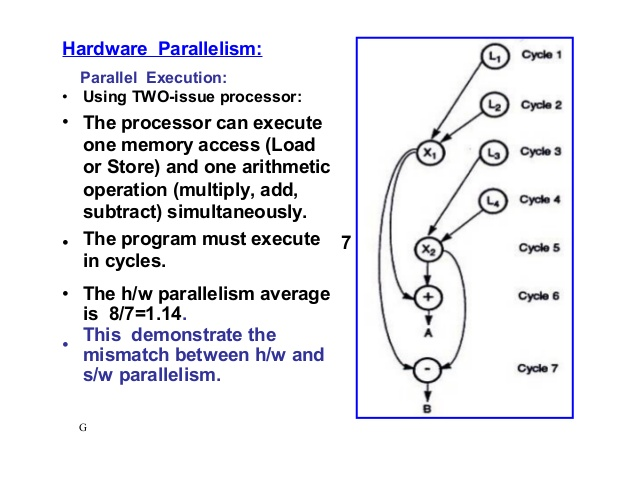 Hardware Parallelism:
Parallel Execution:
• Using TWO-issue processor:
• The processor can execute
one memory access (Load
or Store) and one arithmetic
operation (multiply, add,
subtract) simultaneously.
• The program must execute 7
in cycles.
• The h/w parallelism average
is 8/7=1.14.
• This demonstrate the
mismatch between h/w and
s/w parallelism.
G
L1 Cycle 1
L2 Cycle 2
X1 L3 Cycle 3
L4 Cycle 4
X2 Cycle 5
+ Cycle 6
A
- Cycle 7
B